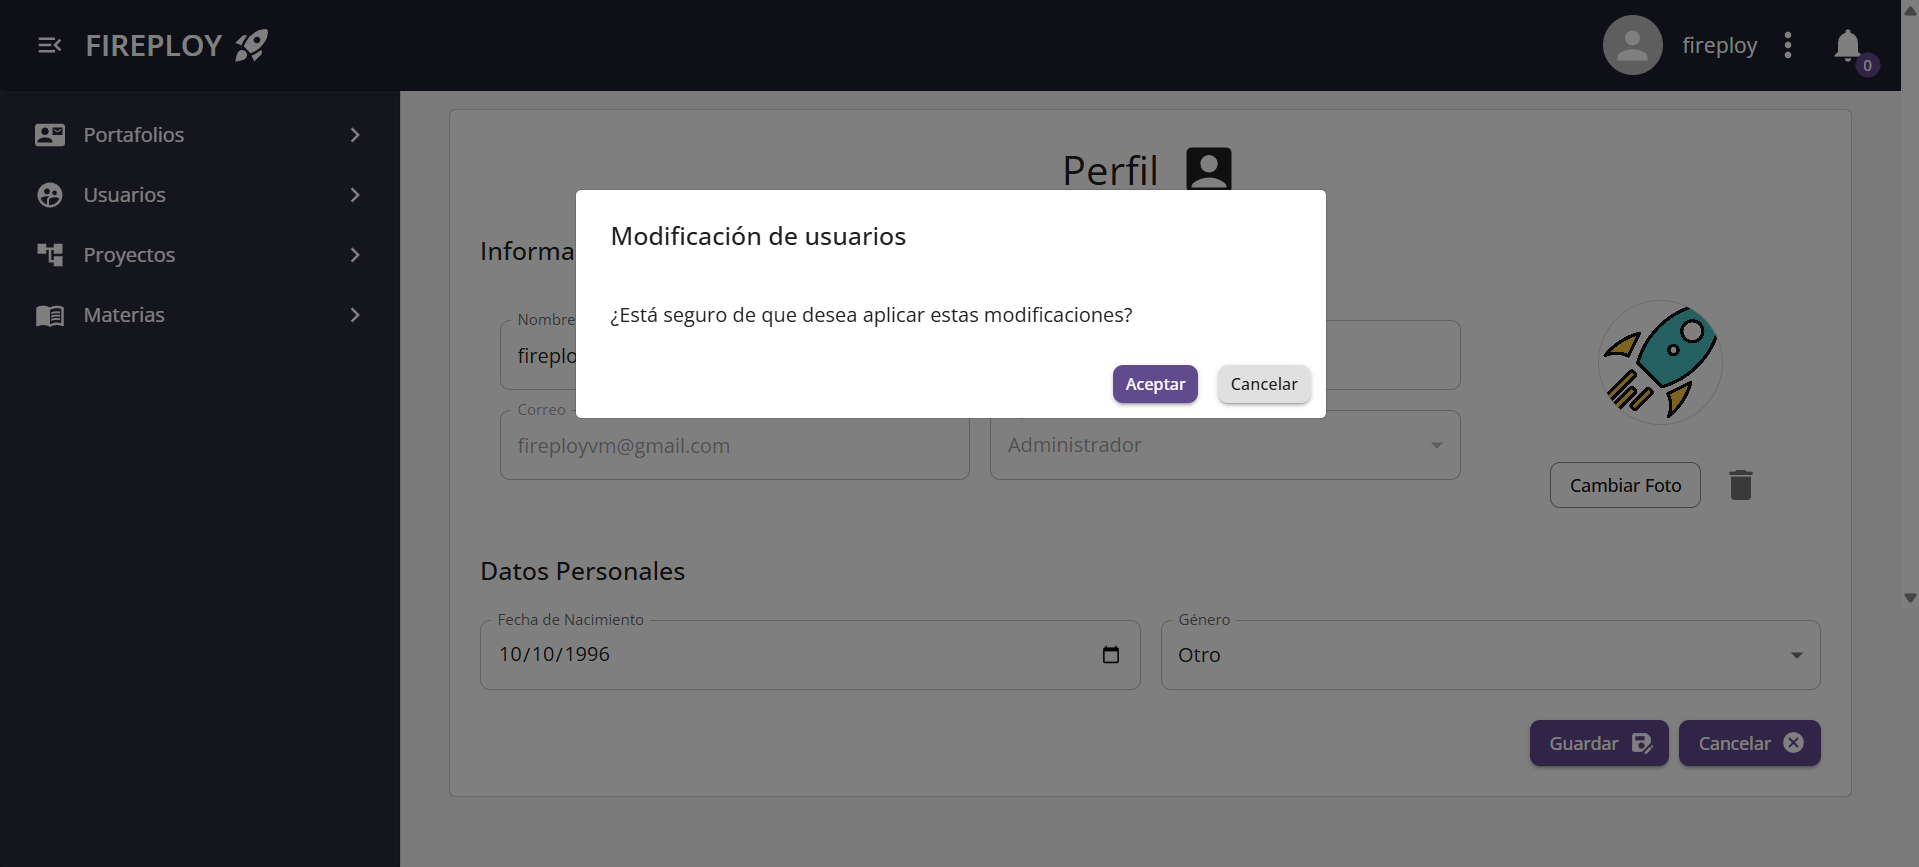 FIREPLOY
fireploy
0
Portafolios
Usuarios
Proyectos
Materias
Perfil
Modificación de usuarios
¿Está seguro de que desea aplicar estas modificaciones?
Aceptar Cancelar
Nombre
Correo
fireployvm@gmail.com
Administrador
Cambiar Foto
Datos Personales
Fecha de Nacimiento
10/10/1996
Género
Otro
Guardar Cancelar